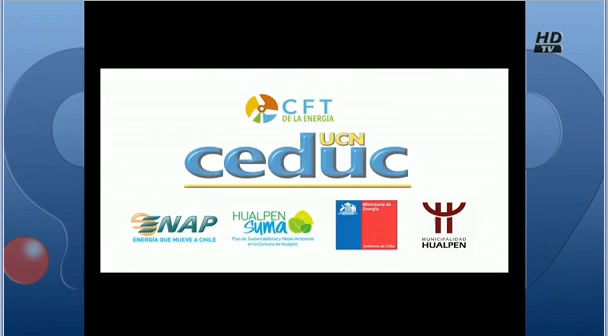 HD
TV
CFT
DE LA ENERGÍA
UCN
ceduc
ENAP
ENERGÍA QUE MUEVE A CHILE
HUALPEN
suma
Plan de Sustentabilidad y Medio Ambiente
en la Comuna de Hualpén
Ministerio de
Energía
Gobierno de Chile
MUNICIPALIDAD
HUALPEN